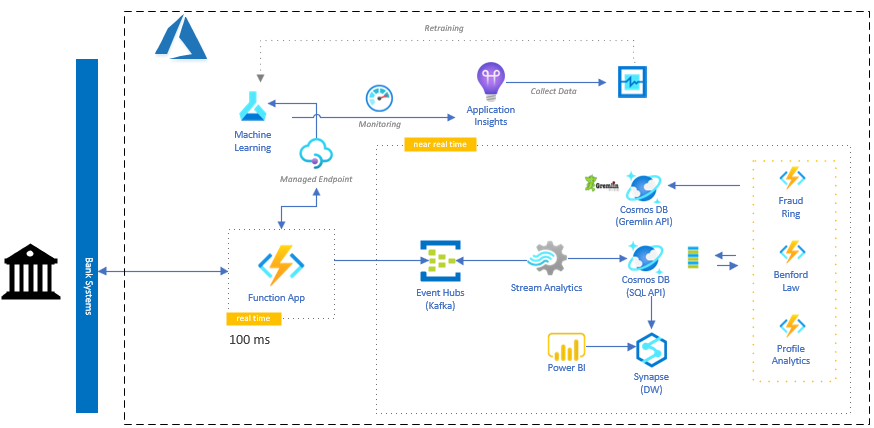 Retraining
Machine
Learning
Monitoring
Application
Insights
Collect Data
Managed Endpoint
near real time
Bank Systems
Function App
real time
100 ms
Event Hubs
(Kafka)
Stream Analytics
Gremlin
Cosmos DB
(Gremlin API)
Cosmos DB
(SQL API)
Power BI
Synapse
(DW)
Fraud
Ring
Benford
Law
Profile
Analytics